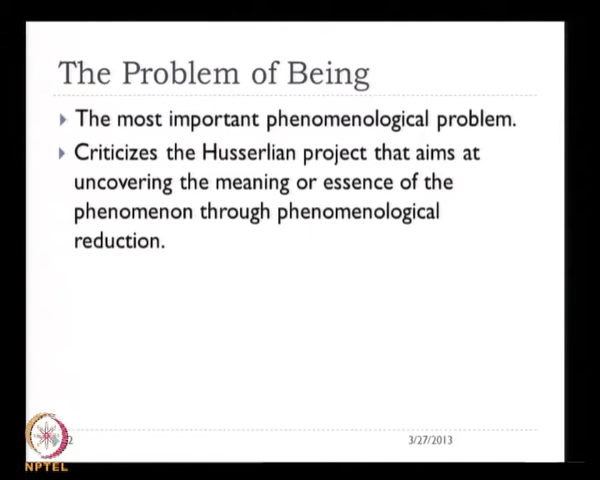 The Problem of Being
The most important phenomenological problem.
Criticizes the Husserlian project that aims at
uncovering the meaning or essence of the
phenomenon through phenomenological
reduction.
2
3/27/2013
NPTEL